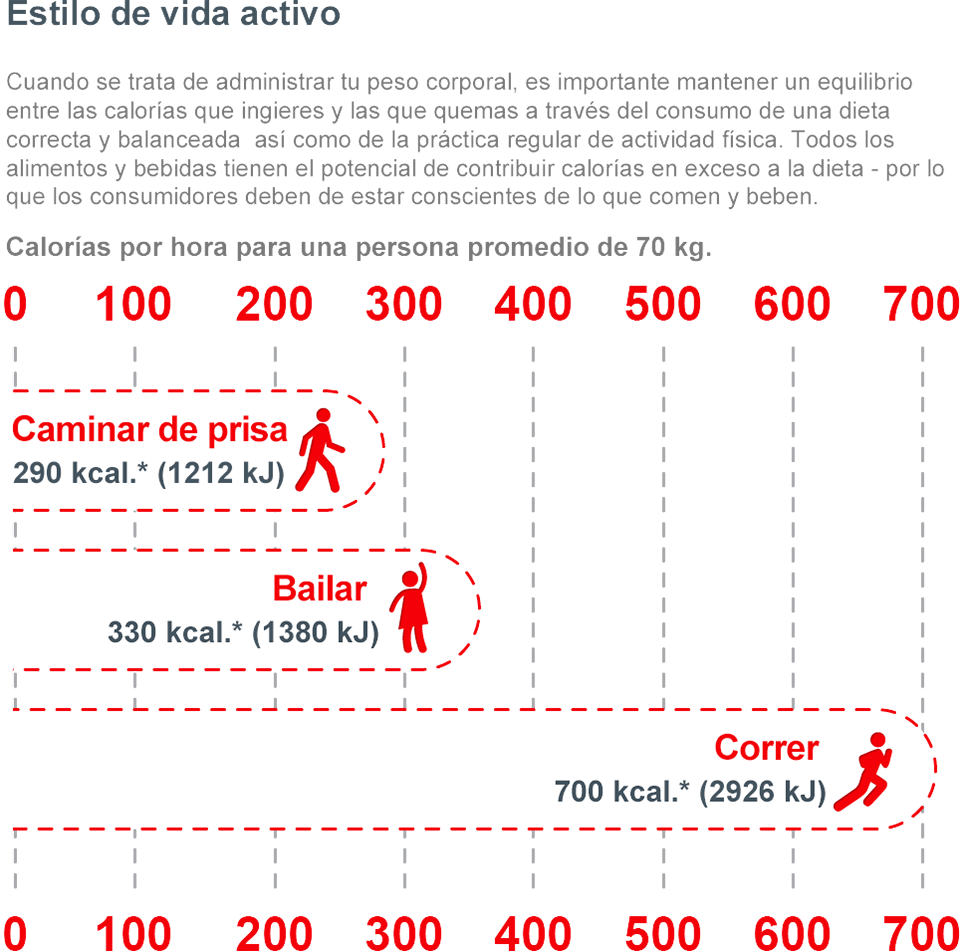 Estilo de vida activo
Cuando se trata de administrar tu peso corporal, es importante mantener un equilibrio
entre las calorías que ingieres y las que quemas a través del consumo de una dieta
correcta y balanceada  así como de la práctica regular de actividad física. Todos los
alimentos y bebidas tienen el potencial de contribuir calorías en exceso a la dieta - por lo
que los consumidores deben de estar conscientes de lo que comen y beben.
Calorías por hora para una persona promedio de 70 kg.
0 100 200 300 400 500 600 700
Caminar de prisa
290 kcal.* (1212 kJ)
Bailar
330 kcal.* (1380 kJ)
Correr
700 kcal.* (2926 kJ)
0 100 200 300 400 500 600 700